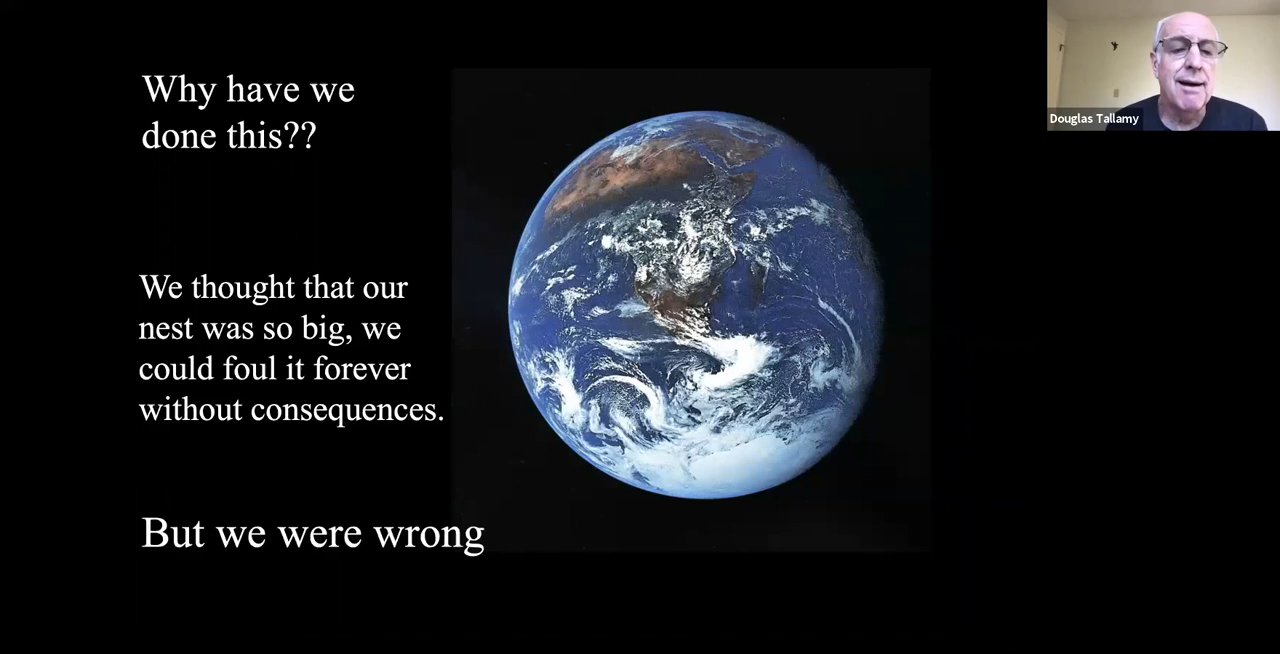 Why have we
done this??
We thought that our
nest was so big, we
could foul it forever
without consequences.
But we were wrong
Douglas Tallamy